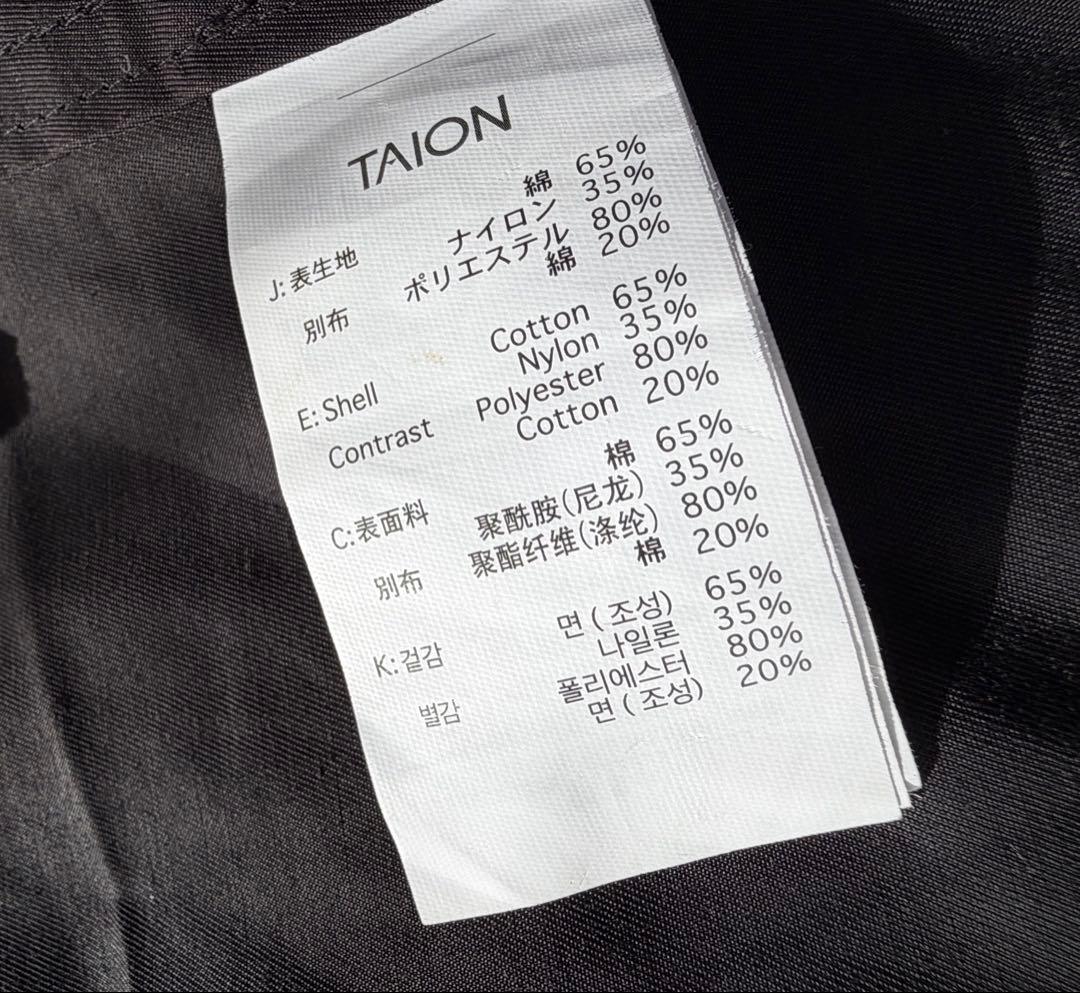 TAION
J:表生地 綿 65%
ナイロン 35%
別布 ポリエステル 80%
綿 20%
E: Shell Cotton 65%
Nylon 35%
Contrast Polyester 80%
Cotton 20%
C:表面料 棉 65%
聚酰胺(尼龙) 35%
別布 聚酯纤维(涤纶) 80%
棉 20%
K:겉감 면 ( 조성) 65%
나일론 35%
별감 폴리에스터 80%
면 ( 조성) 20%